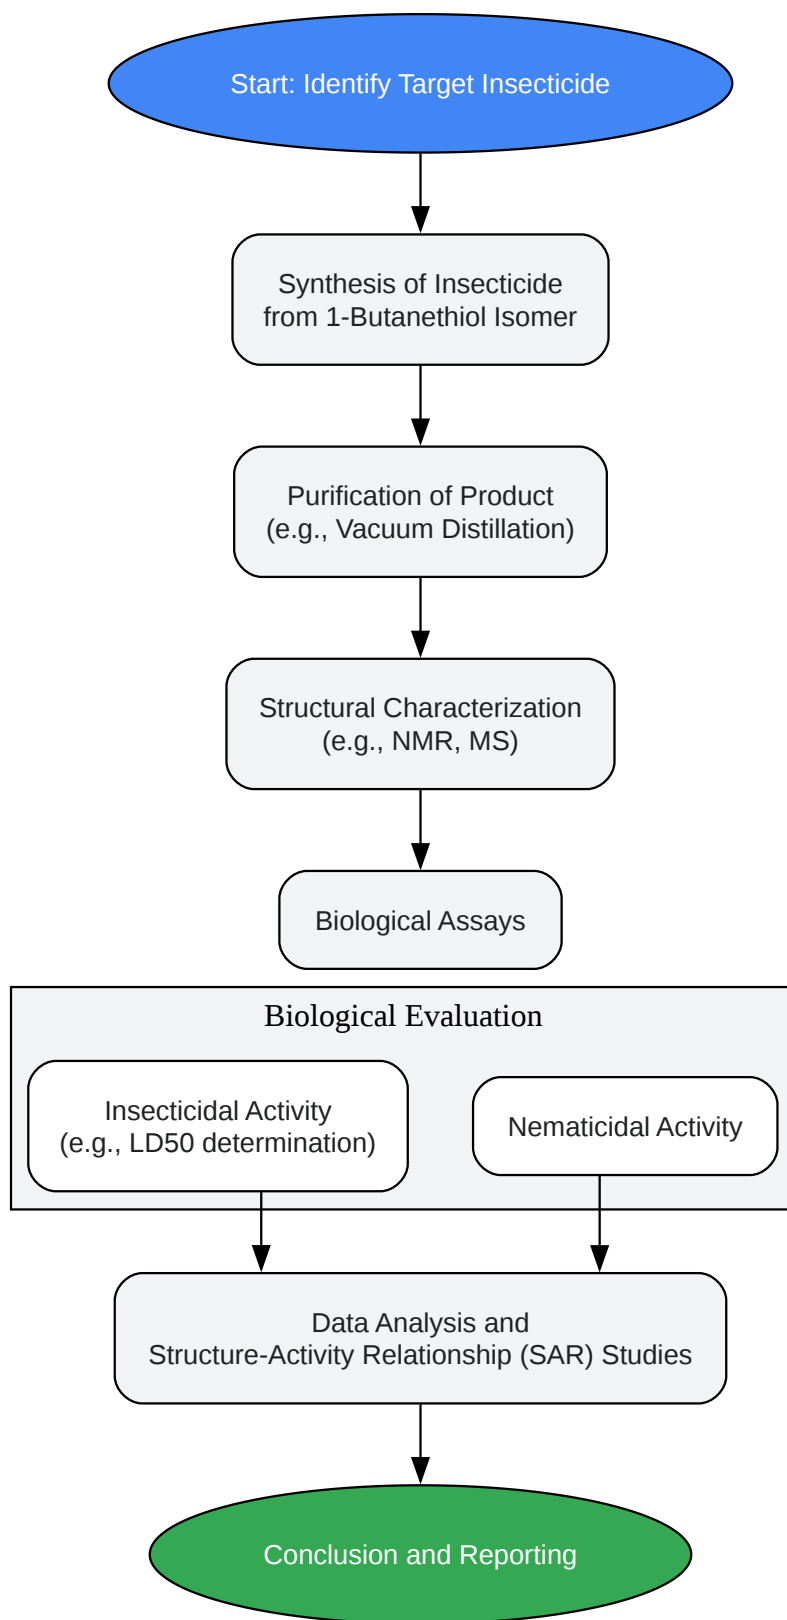 Start: Identify Target Insecticide
Synthesis of Insecticide
from 1-Butanethiol Isomer
Purification of Product
(e.g., Vacuum Distillation)
Structural Characterization
(e.g., NMR, MS)
Biological Assays
Biological Evaluation
Insecticidal Activity
(e.g., LD50 determination)
Nematicidal Activity
Data Analysis and
Structure-Activity Relationship (SAR) Studies
Conclusion and Reporting